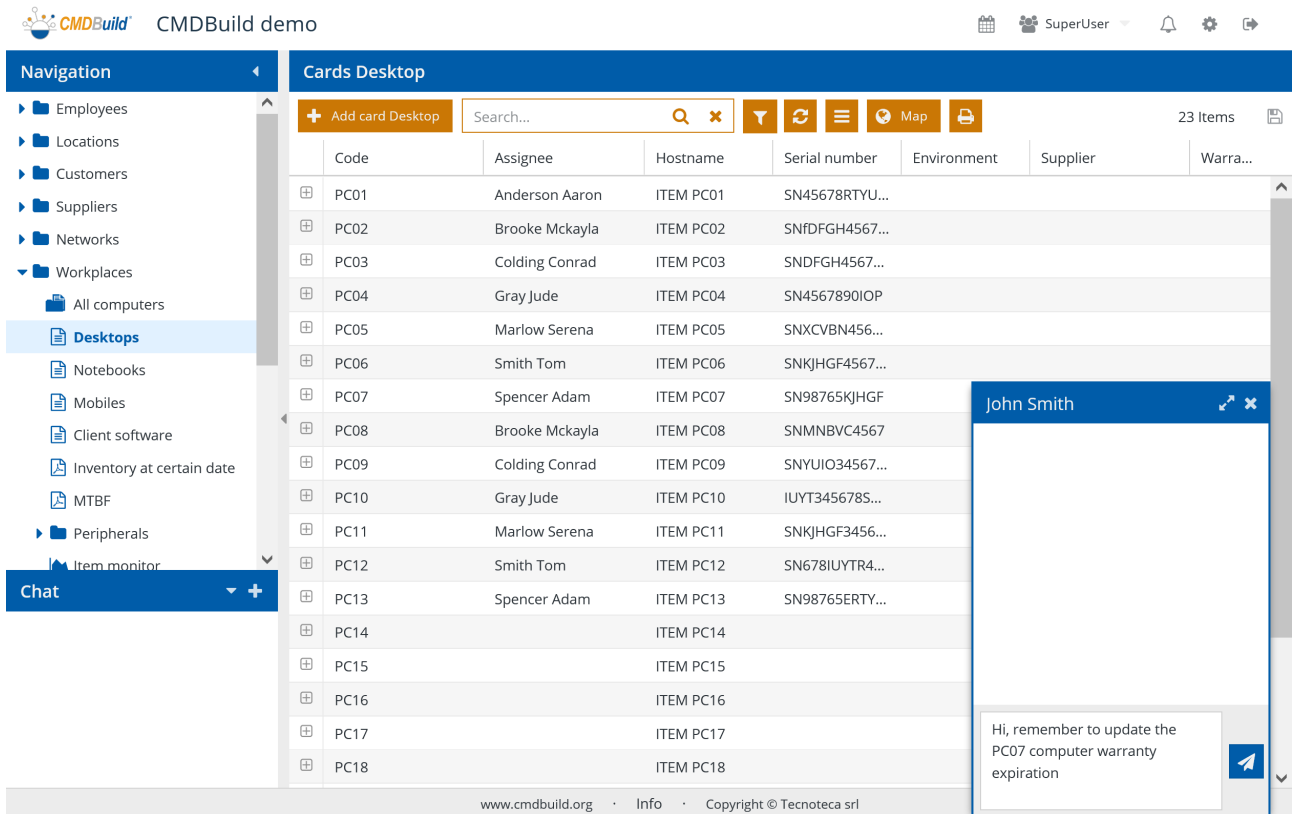 CMDBuild CMDBuild demo SuperUser
Navigation
Employees
Locations
Customers
Suppliers
Networks
Workplaces
All computers
Desktops
Notebooks
Mobiles
Client software
Inventory at certain date
MTBF
Peripherals
Item monitor
Chat
Cards Desktop
Add card Desktop Search... Map 23 Items
Code Assignee Hostname Serial number Environment Supplier Warra...
PC01 Anderson Aaron ITEM PC01 SN45678RTYU...
PC02 Brooke Mckayla ITEM PC02 SNfDFGH4567...
PC03 Colding Conrad ITEM PC03 SNDFGH4567...
PC04 Gray Jude ITEM PC04 SN4567890IOP
PC05 Marlow Serena ITEM PC05 SNXCVBN456...
PC06 Smith Tom ITEM PC06 SNKJHGF4567...
PC07 Spencer Adam ITEM PC07 SN98765KJHGF
PC08 Brooke Mckayla ITEM PC08 SNMNBVC4567
PC09 Colding Conrad ITEM PC09 SNYUIO34567...
PC10 Gray Jude ITEM PC10 IUYT345678S...
PC11 Marlow Serena ITEM PC11 SNKJHGF3456...
PC12 Smith Tom ITEM PC12 SN678IUYTR4...
PC13 Spencer Adam ITEM PC13 SN98765ERTY...
PC14 ITEM PC14
PC15 ITEM PC15
PC16 ITEM PC16
PC17 ITEM PC17
PC18 ITEM PC18
John Smith
Hi, remember to update the
PC07 computer warranty
expiration
www.cmdbuild.org · Info · Copyright © Tecnoteca srl